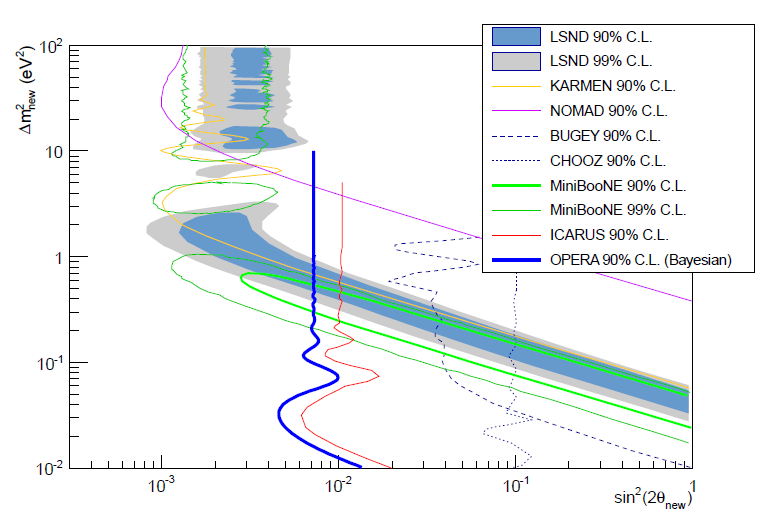 LSND 90% C.L.
LSND 99% C.L.
KARMEN 90% C.L.
NOMAD 90% C.L.
BUGEY 90% C.L.
CHOOZ 90% C.L.
MiniBooNE 90% C.L.
MiniBooNE 99% C.L.
ICARUS 90% C.L.
OPERA 90% C.L. (Bayesian)
Δm²new (eV²)
10²
10
1
10⁻¹
10⁻²
10⁻³ 10⁻² 10⁻¹ 1
sin²(2θnew)